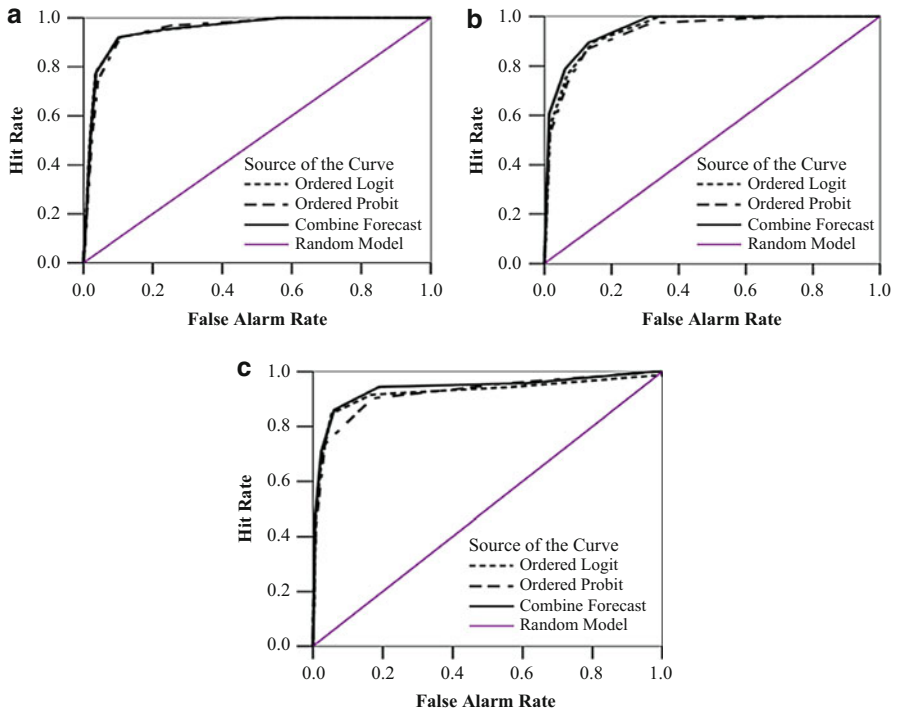 a
1.0
0.8
0.6
0.4
0.2
0.0
Hit Rate
Source of the Curve
Ordered Logit
Ordered Probit
Combine Forecast
Random Model
0.0 0.2 0.4 0.6 0.8 1.0
False Alarm Rate
b
1.0
0.8
0.6
0.4
0.2
0.0
Hit Rate
Source of the Curve
Ordered Logit
Ordered Probit
Combine Forecast
Random Model
0.0 0.2 0.4 0.6 0.8 1.0
False Alarm Rate
c
1.0
0.8
0.6
0.4
0.2
0.0
Hit Rate
Source of the Curve
Ordered Logit
Ordered Probit
Combine Forecast
Random Model
0.0 0.2 0.4 0.6 0.8 1.0
False Alarm Rate